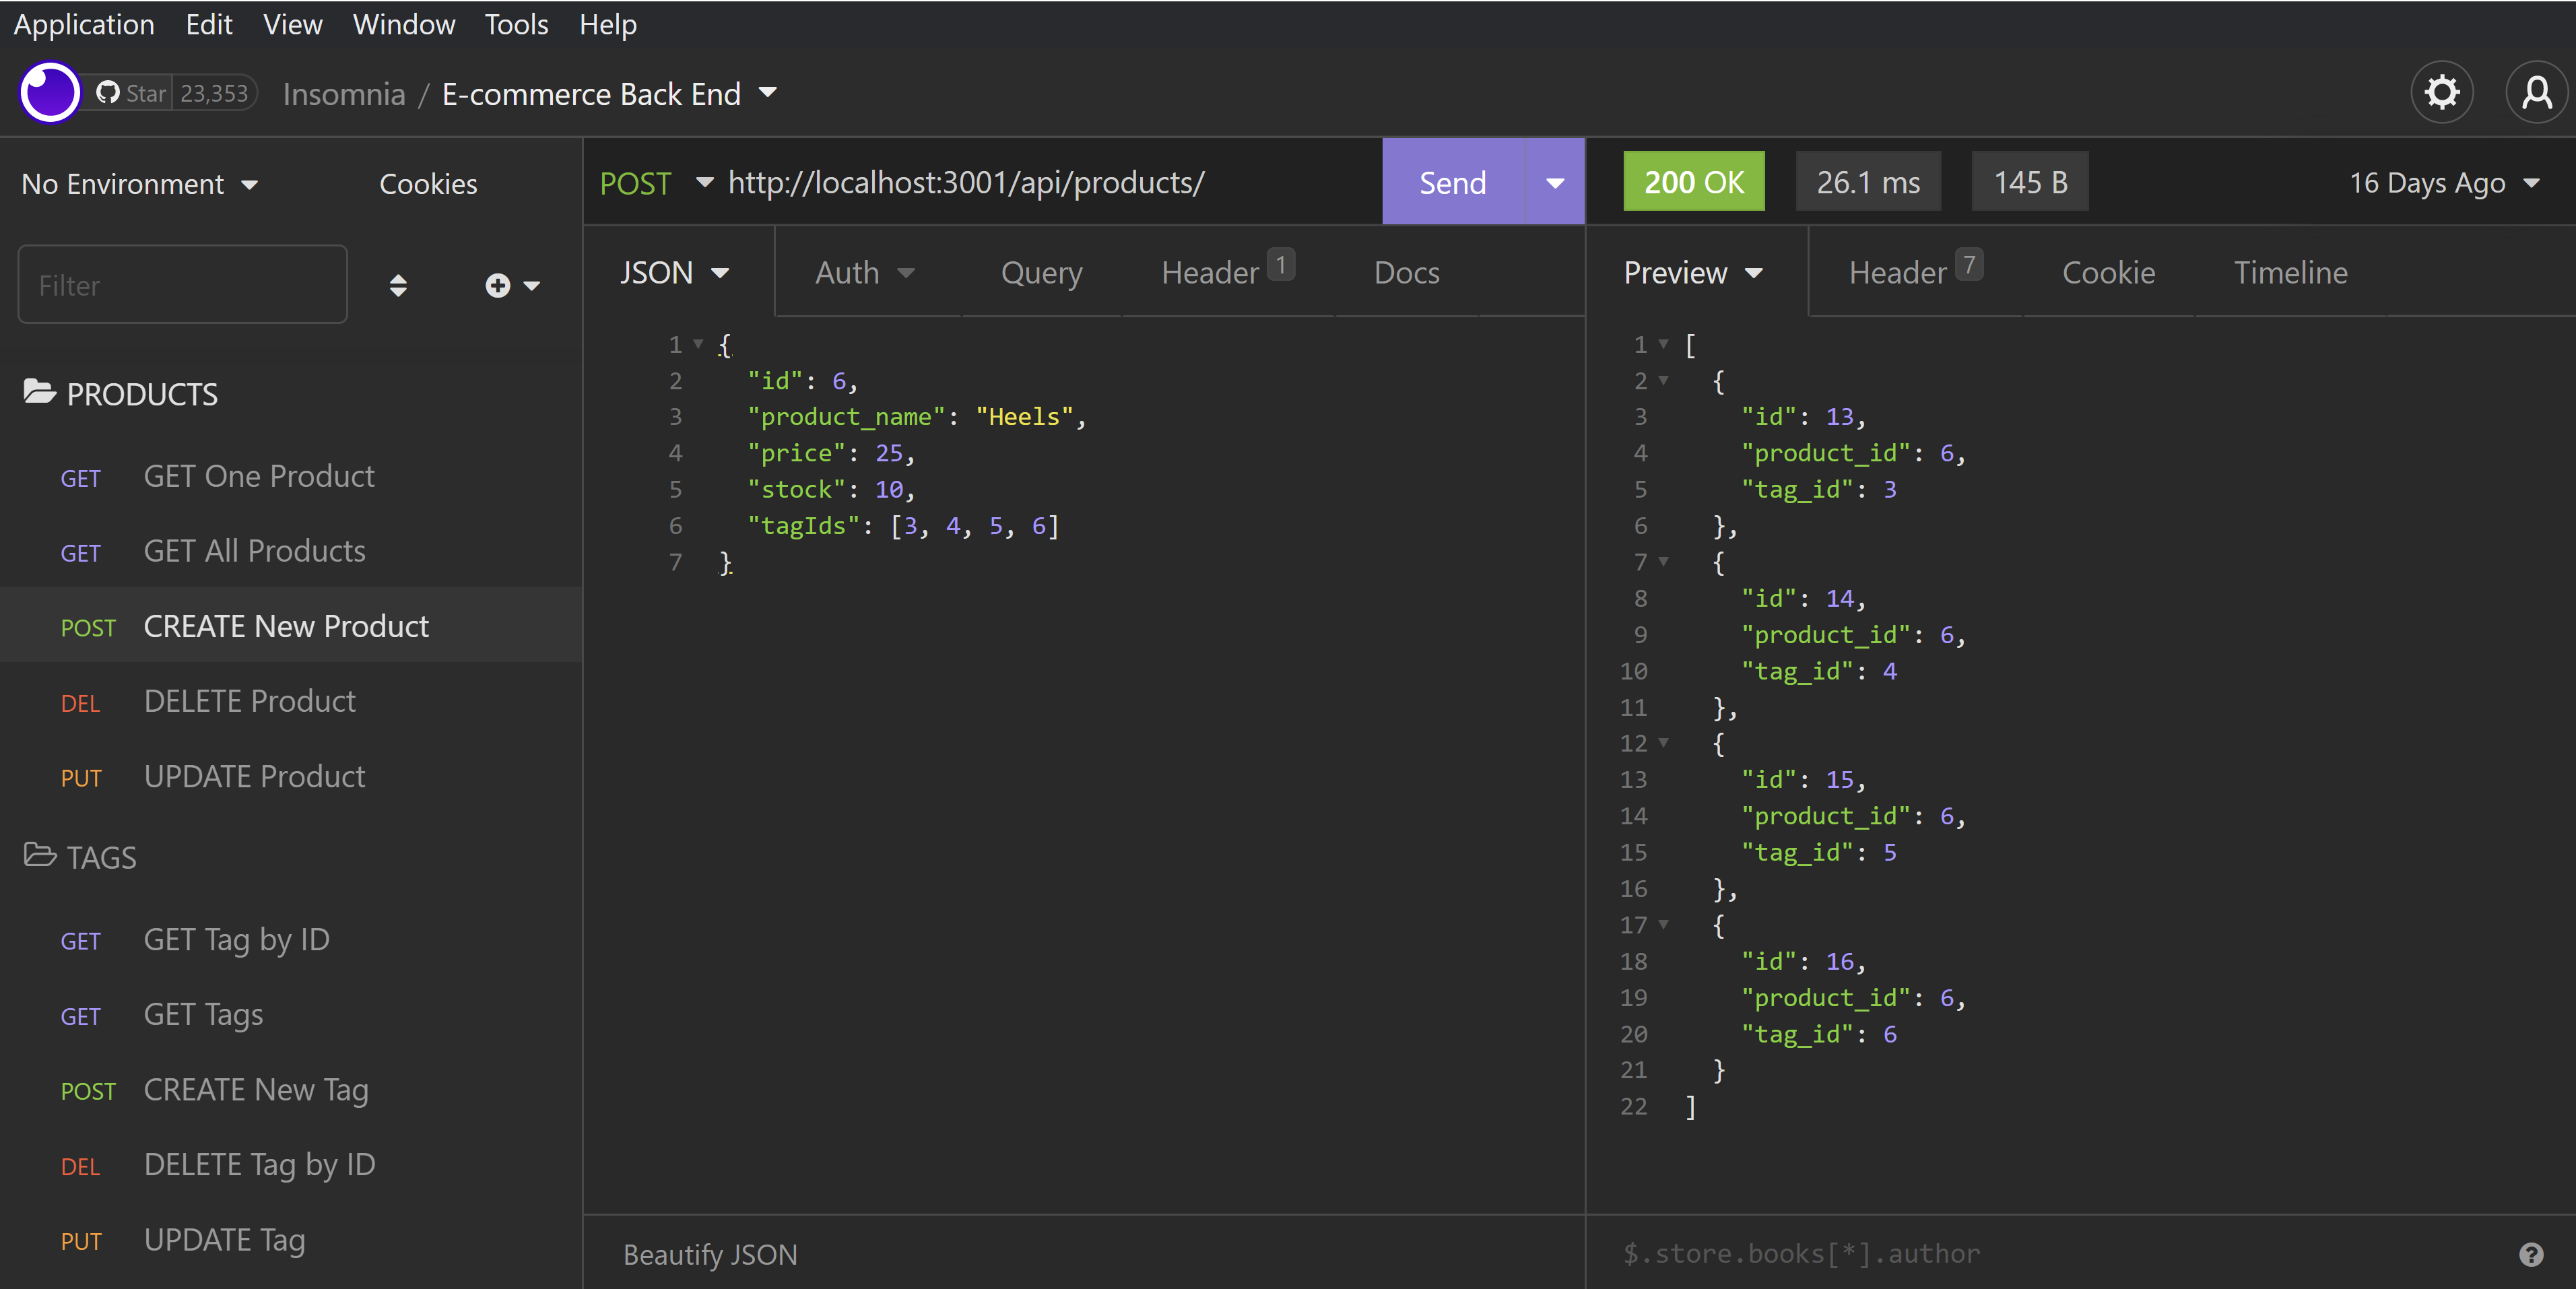 Application Edit View Window Tools Help
Star 23,353 Insomnia / E-commerce Back End
No Environment Cookies
Filter
PRODUCTS
GET GET One Product
GET GET All Products
POST CREATE New Product
DEL DELETE Product
PUT UPDATE Product
TAGS
GET GET Tag by ID
GET GET Tags
POST CREATE New Tag
DEL DELETE Tag by ID
PUT UPDATE Tag
POST http://localhost:3001/api/products/ Send
JSON Auth Query Header 1 Docs
1 {
2 "id": 6,
3 "product_name": "Heels",
4 "price": 25,
5 "stock": 10,
6 "tagIds": [3, 4, 5, 6]
7 }
Beautify JSON
200 OK 26.1 ms 145 B 16 Days Ago
Preview Header 7 Cookie Timeline
1 [
2 {
3 "id": 13,
4 "product_id": 6,
5 "tag_id": 3
6 },
7 {
8 "id": 14,
9 "product_id": 6,
10 "tag_id": 4
11 },
12 {
13 "id": 15,
14 "product_id": 6,
15 "tag_id": 5
16 },
17 {
18 "id": 16,
19 "product_id": 6,
20 "tag_id": 6
21 }
22 ]
$.store.books[*].author